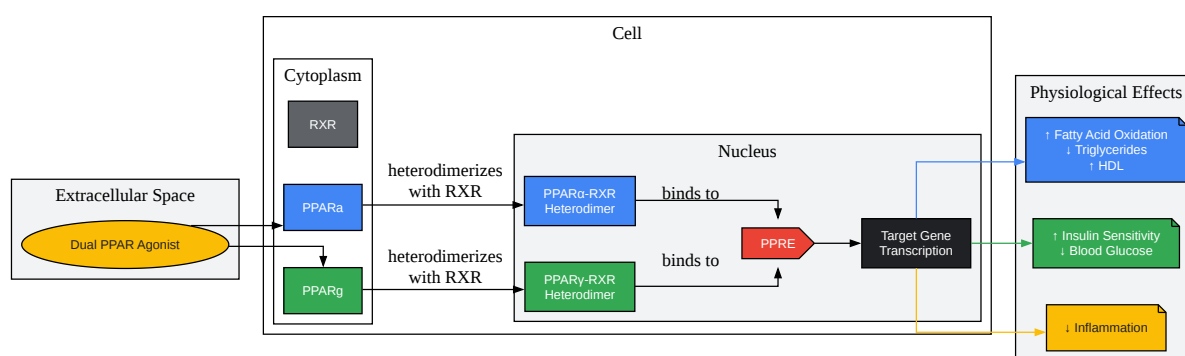 Cell
Cytoplasm
RXR
Physiological Effects
↑ Fatty Acid Oxidation
↓ Triglycerides
↑ HDL
Nucleus
heterodimerizes
with RXR
Extracellular Space
PPARa
PPARα-RXR
Heterodimer
binds to
Dual PPAR Agonist
PPRE
Target Gene
Transcription
↑ Insulin Sensitivity
↓ Blood Glucose
heterodimerizes
with RXR
binds to
PPARg
PPARγ-RXR
Heterodimer
↓ Inflammation